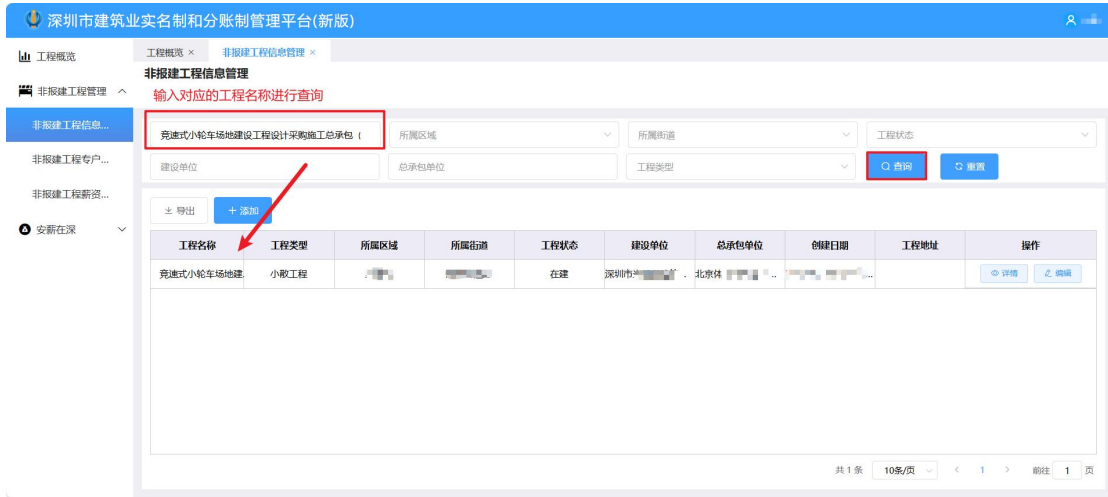 深圳市建筑业实名制和分账制管理平台(新版)
工程概览
非报建工程管理
非报建工程信息...
非报建工程专户...
非报建工程薪资...
安薪在深
工程概览 × 非报建工程信息管理 ×
非报建工程信息管理
输入对应的工程名称进行查询
竞速式小轮车场地建设工程设计采购施工总承包（ 所属区域 所属街道 工程状态
建设单位 总承包单位 工程类型 查询 重置
导出 + 添加
工程名称 工程类型 所属区域 所属街道 工程状态 建设单位 总承包单位 创建日期 工程地址 操作
竞速式小轮车场地建 小散工程 在建 深圳市 北京体 详情 编辑
共 1 条 10条/页 < 1 > 前往 1 页